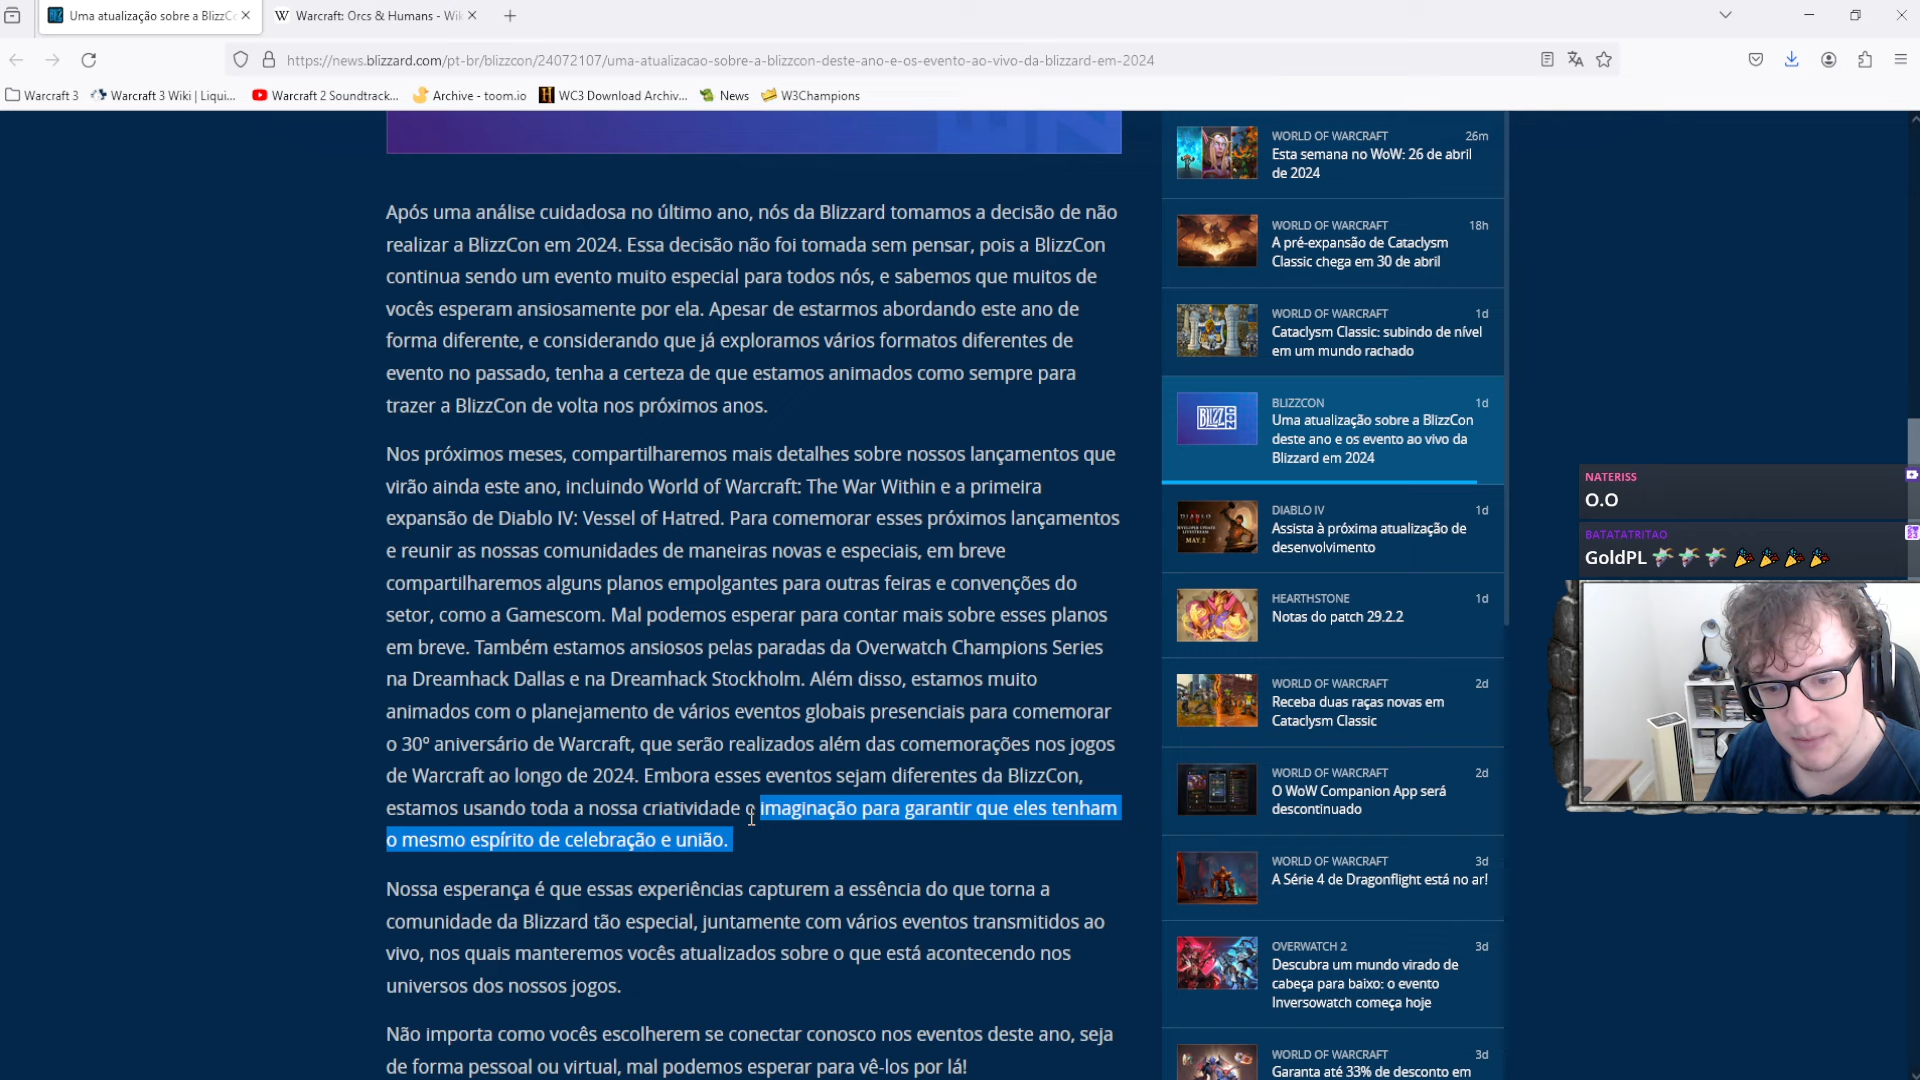 Uma atualização sobre a BlizzC
Warcraft: Orcs & Humans - Wik
https://news.blizzard.com/pt-br/blizzcon/24072107/uma-atualizacao-sobre-a-blizzcon-deste-ano-e-os-evento-ao-vivo-da-blizzard-em-2024
Warcraft 3
Warcraft 3 Wiki | Liqui...
Warcraft 2 Soundtrack...
Archive - toom.io
WC3 Download Archiv...
News
W3Champions
Após uma análise cuidadosa no último ano, nós da Blizzard tomamos a decisão de não
realizar a BlizzCon em 2024. Essa decisão não foi tomada sem pensar, pois a BlizzCon
continua sendo um evento muito especial para todos nós, e sabemos que muitos de
vocês esperam ansiosamente por ela. Apesar de estarmos abordando este ano de
forma diferente, e considerando que já exploramos vários formatos diferentes de
evento no passado, tenha a certeza de que estamos animados como sempre para
trazer a BlizzCon de volta nos próximos anos.
Nos próximos meses, compartilharemos mais detalhes sobre nossos lançamentos que
virão ainda este ano, incluindo World of Warcraft: The War Within e a primeira
expansão de Diablo IV: Vessel of Hatred. Para comemorar esses próximos lançamentos
e reunir as nossas comunidades de maneiras novas e especiais, em breve
compartilharemos alguns planos empolgantes para outras feiras e convenções do
setor, como a Gamescom. Mal podemos esperar para contar mais sobre esses planos
em breve. Também estamos ansiosos pelas paradas da Overwatch Champions Series
na Dreamhack Dallas e na Dreamhack Stockholm. Além disso, estamos muito
animados com o planejamento de vários eventos globais presenciais para comemorar
o 30º aniversário de Warcraft, que serão realizados além das comemorações nos jogos
de Warcraft ao longo de 2024. Embora esses eventos sejam diferentes da BlizzCon,
estamos usando toda a nossa criatividade e imaginação para garantir que eles tenham
o mesmo espírito de celebração e união.
Nossa esperança é que essas experiências capturem a essência do que torna a
comunidade da Blizzard tão especial, juntamente com vários eventos transmitidos ao
vivo, nos quais manteremos vocês atualizados sobre o que está acontecendo nos
universos dos nossos jogos.
Não importa como vocês escolherem se conectar conosco nos eventos deste ano, seja
de forma pessoal ou virtual, mal podemos esperar para vê-los por lá!
WORLD OF WARCRAFT 26m
Esta semana no WoW: 26 de abril
de 2024
WORLD OF WARCRAFT 18h
A pré-expansão de Cataclysm
Classic chega em 30 de abril
WORLD OF WARCRAFT 1d
Cataclysm Classic: subindo de nível
em um mundo rachado
BLIZZCON 1d
Uma atualização sobre a BlizzCon
deste ano e os evento ao vivo da
Blizzard em 2024
DIABLO IV 1d
Assista à próxima atualização de
desenvolvimento
HEARTHSTONE 1d
Notas do patch 29.2.2
WORLD OF WARCRAFT 2d
Receba duas raças novas em
Cataclysm Classic
WORLD OF WARCRAFT 2d
O WoW Companion App será
descontinuado
WORLD OF WARCRAFT 3d
A Série 4 de Dragonflight está no ar!
OVERWATCH 2 3d
Descubra um mundo virado de
cabeça para baixo: o evento
Inversowatch começa hoje
WORLD OF WARCRAFT 3d
Garanta até 33% de desconto em
NATERISS
O.O
BATATATRITAO
GoldPL